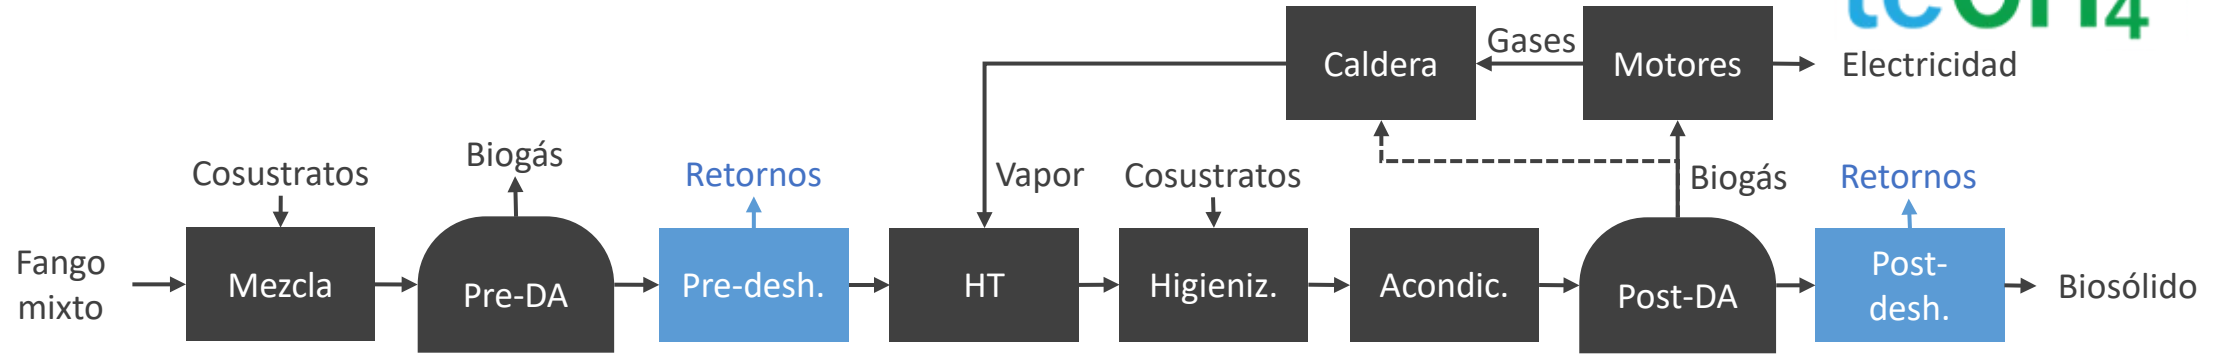 teCH4
Gases
Caldera
Motores
Electricidad
Biogás
Cosustratos
Retornos
Vapor
Cosustratos
Biogás
Retornos
Fango
mixto
Mezcla
Pre-DA
Pre-desh.
HT
Higieniz.
Acondic.
Post-DA
Post-
desh.
Biosólido